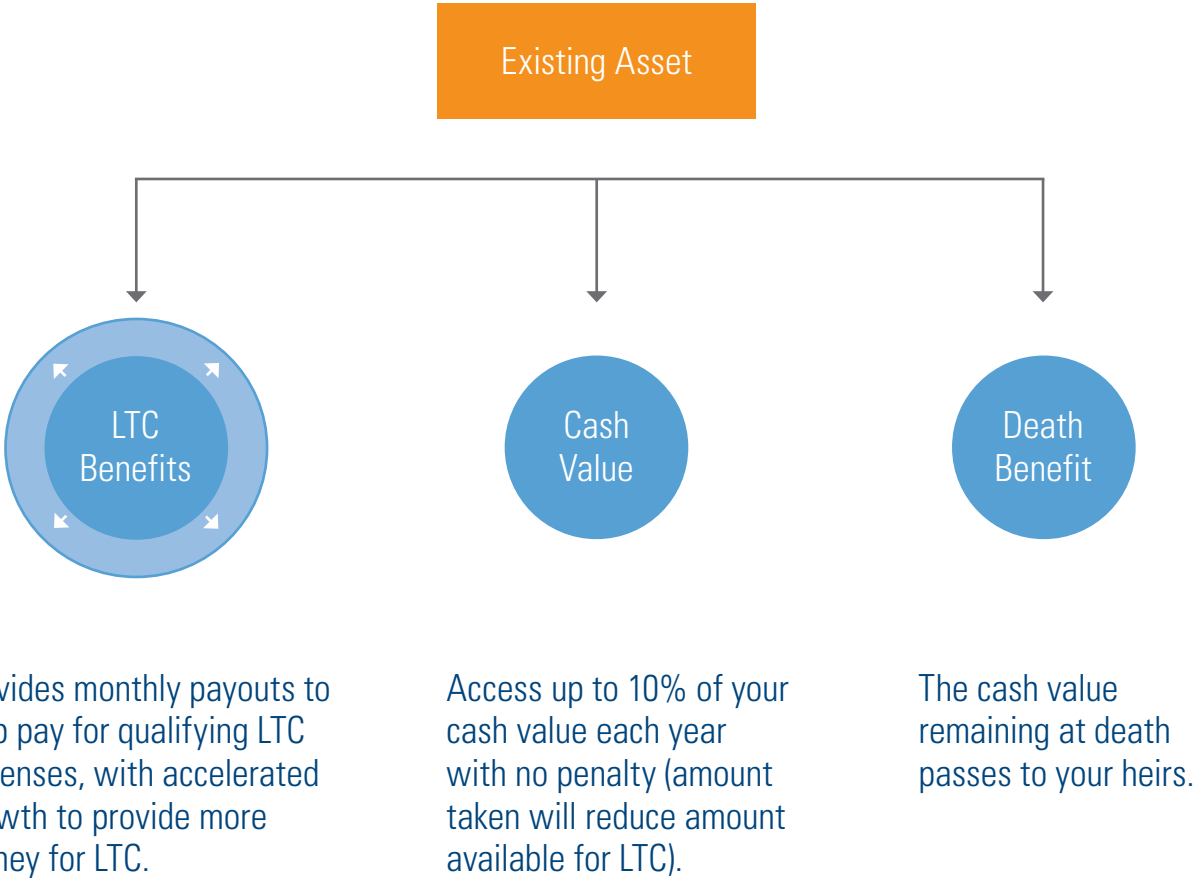 Existing Asset
LTC
Benefits
Cash
Value
Death
Benefit
vides monthly payouts to
p pay for qualifying LTC
enses, with accelerated
wth to provide more
ney for LTC.
Access up to 10% of your
cash value each year
with no penalty (amount
taken will reduce amount
available for LTC).
The cash value
remaining at death
passes to your heirs.